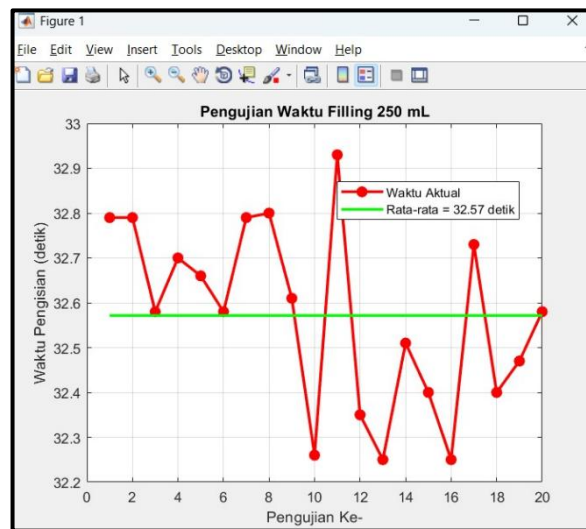 Figure 1
File Edit View Insert Tools Desktop Window Help
Pengujian Waktu Filling 250 mL
33
32.9
32.8
32.7
32.6
32.5
32.4
32.3
32.2
Waktu Pengisian (detik)
Waktu Aktual
Rata-rata = 32.57 detik
0 2 4 6 8 10 12 14 16 18 20
Pengujian Ke-